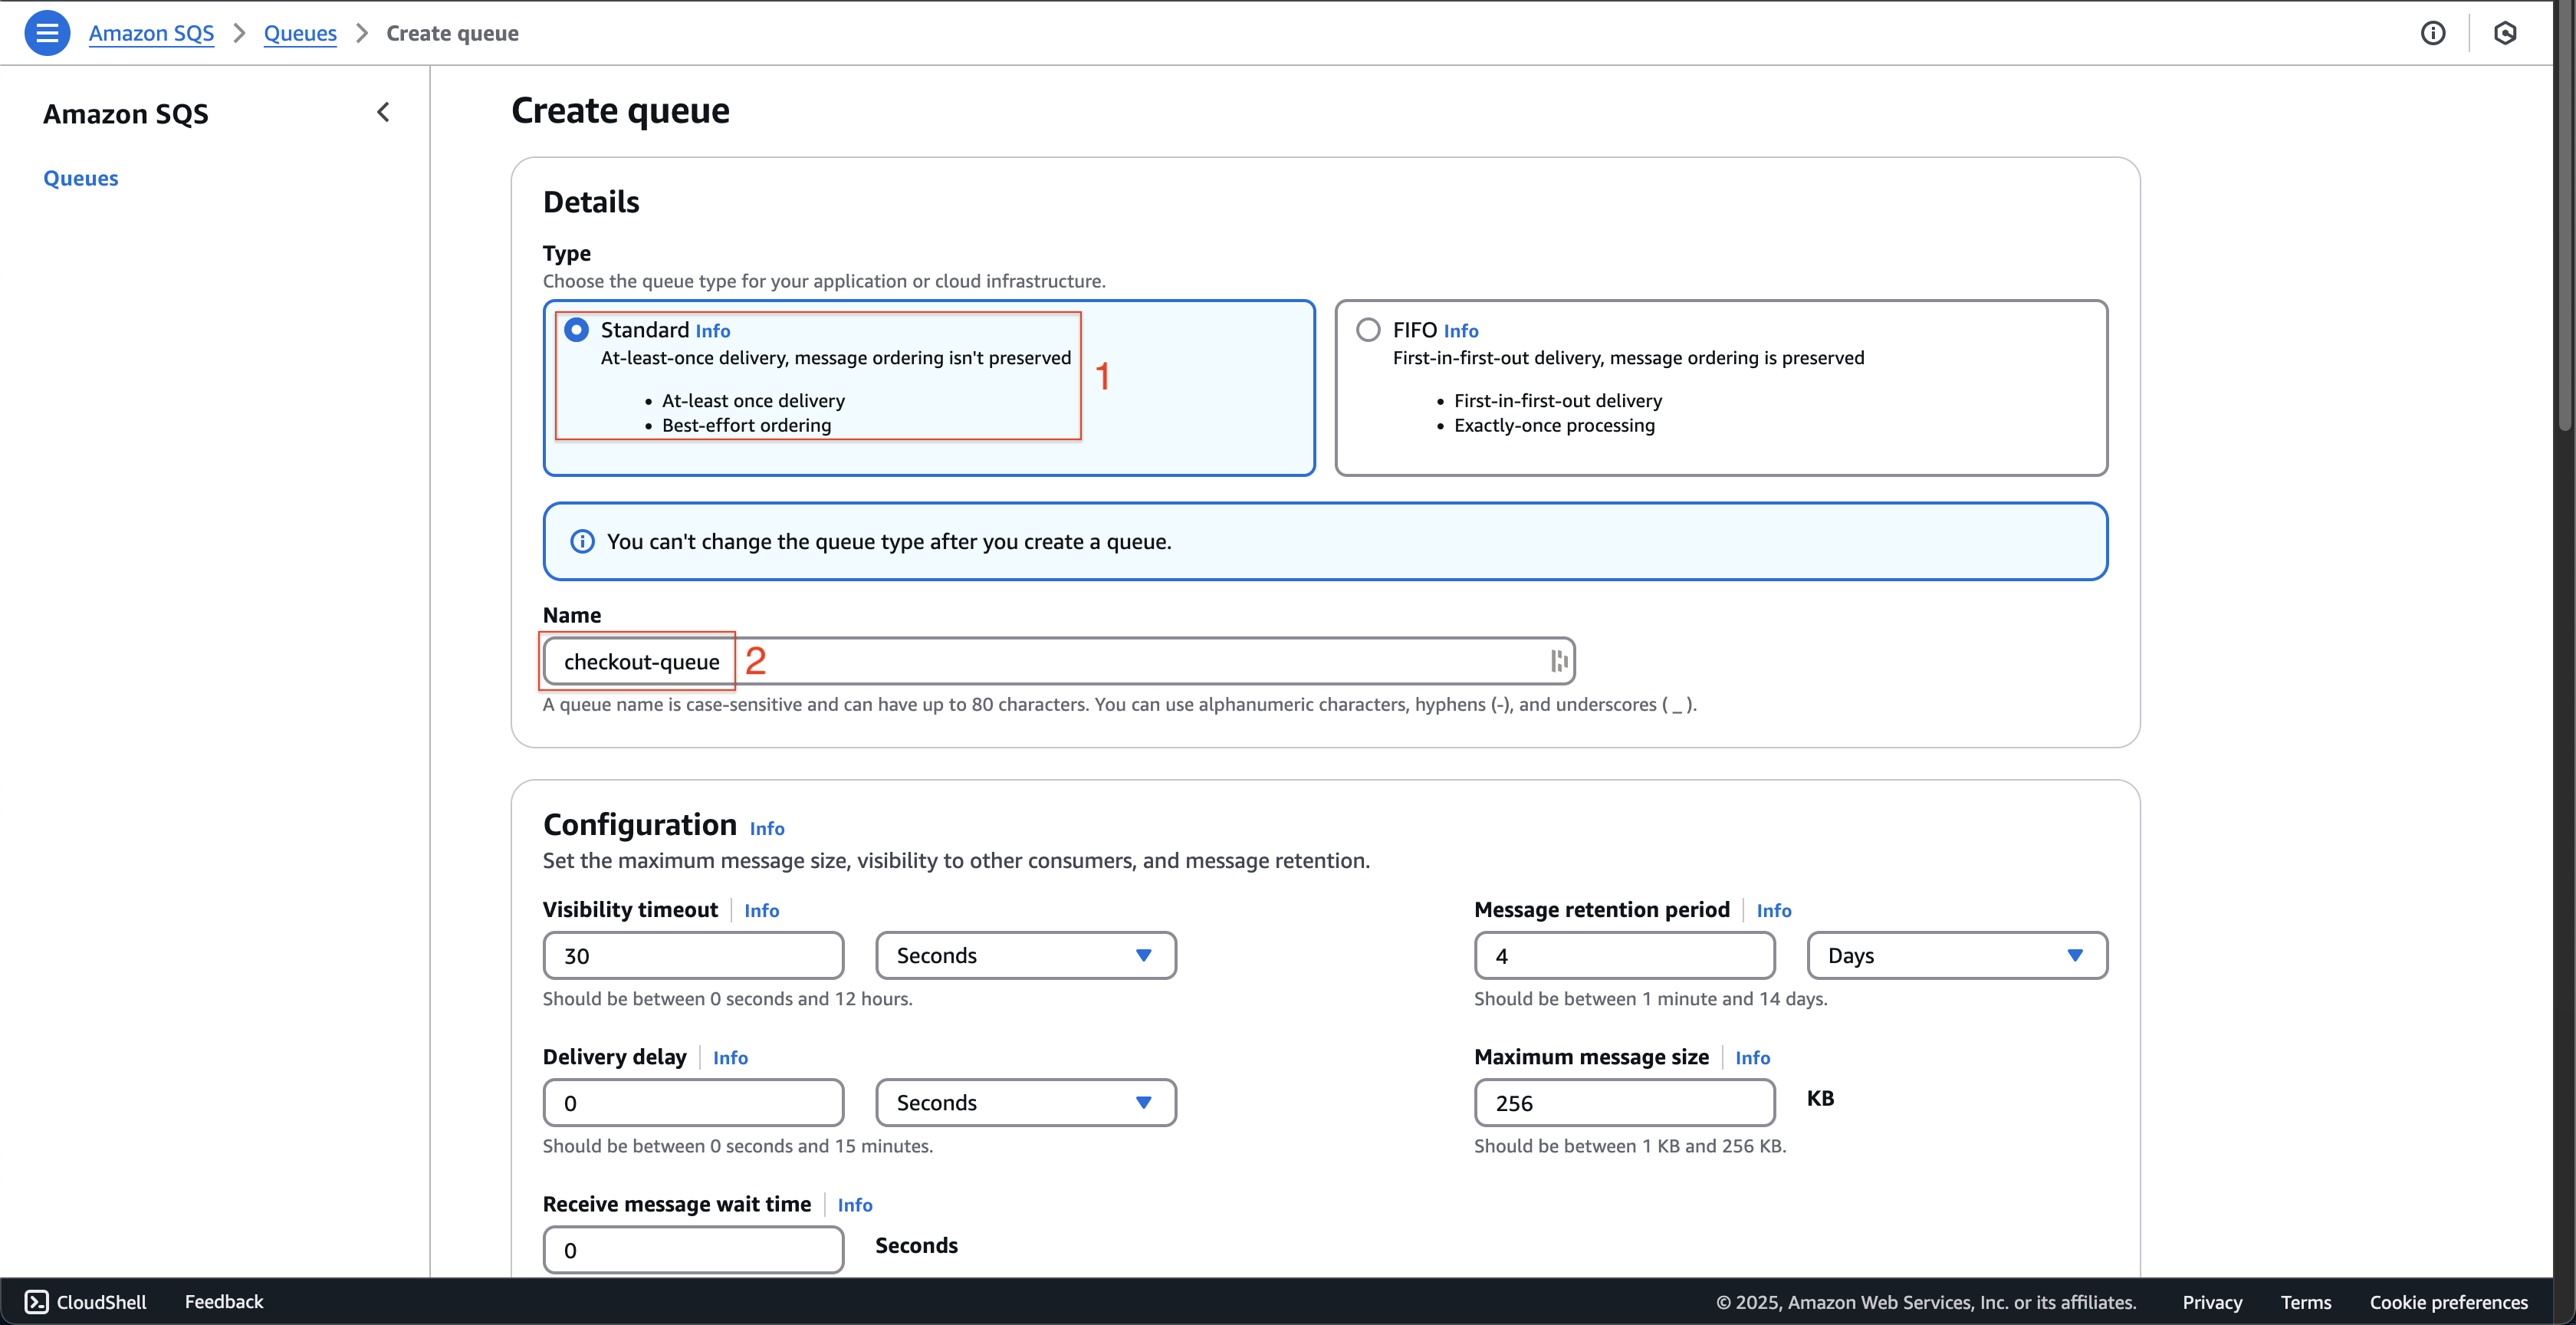 Amazon SQS > Queues > Create queue
Amazon SQS
Queues
Create queue
Details
Type
Choose the queue type for your application or cloud infrastructure.
Standard Info
At-least-once delivery, message ordering isn't preserved
• At-least once delivery
• Best-effort ordering
1
FIFO Info
First-in-first-out delivery, message ordering is preserved
• First-in-first-out delivery
• Exactly-once processing
You can't change the queue type after you create a queue.
Name
checkout-queue 2
A queue name is case-sensitive and can have up to 80 characters. You can use alphanumeric characters, hyphens (-), and underscores ( _ ).
Configuration Info
Set the maximum message size, visibility to other consumers, and message retention.
Visibility timeout Info
30 Seconds
Should be between 0 seconds and 12 hours.
Message retention period Info
4 Days
Should be between 1 minute and 14 days.
Delivery delay Info
0 Seconds
Should be between 0 seconds and 15 minutes.
Maximum message size Info
256 KB
Should be between 1 KB and 256 KB.
Receive message wait time Info
0 Seconds
CloudShell Feedback © 2025, Amazon Web Services, Inc. or its affiliates. Privacy Terms Cookie preferences